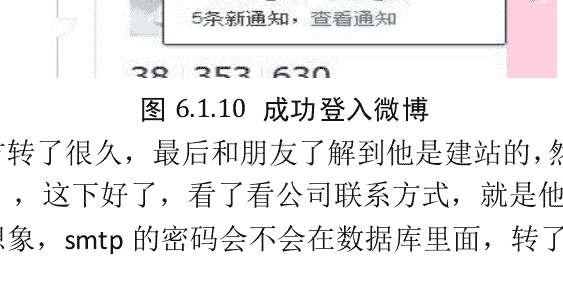 5条新通知，查看通知
38 353 630
图 6.1.10 成功登入微博
转了很久，最后和朋友了解到他是建站的，然
，这下好了，看了看公司联系方式，就是他
想象，smtp 的密码会不会在数据库里面，转了